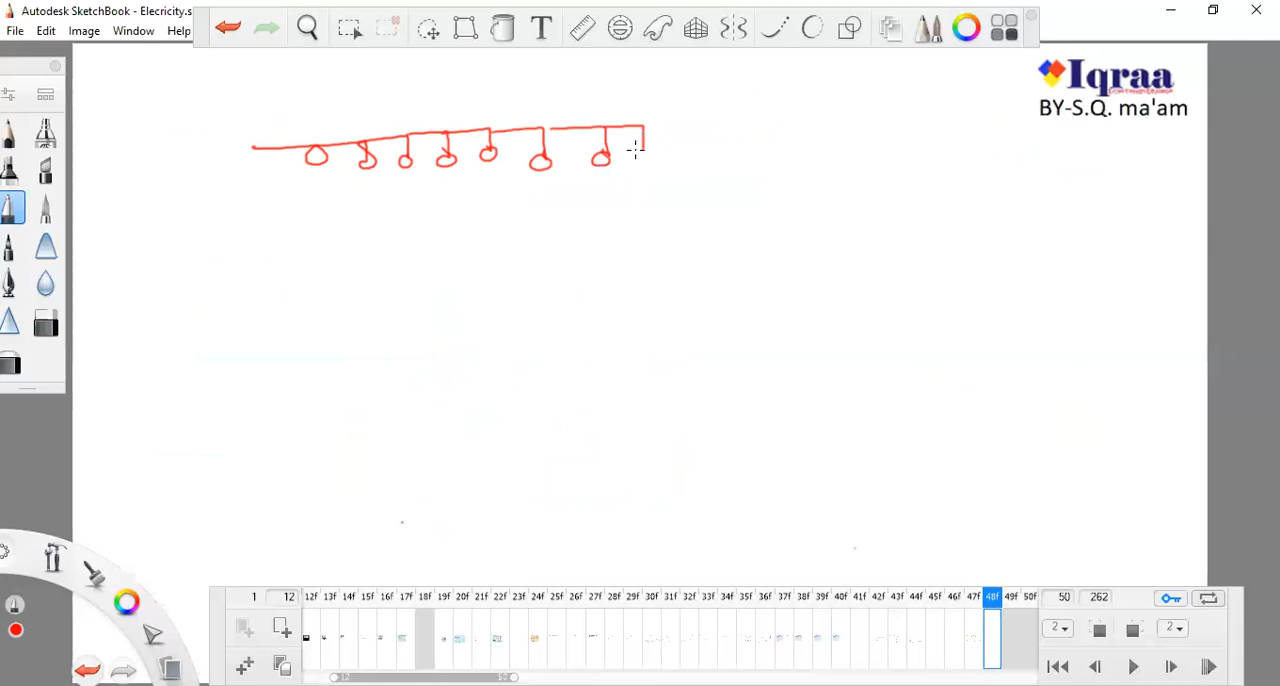 Autodesk SketchBook - Elecricity.s
File Edit Image Window Help
T
Iqraa
BY-S.Q. ma'am
1 12 12f 13f 14f 15f 16f 17f 18f 19f 20f 21f 22f 23f 24f 25f 26f 27f 28f 29f 30f 31f 32f 33f 34f 35f 36f 37f 38f 39f 40f 41f 42f 43f 44f 45f 46f 47f 48f 49f 50f 50 262
2 2
12 50